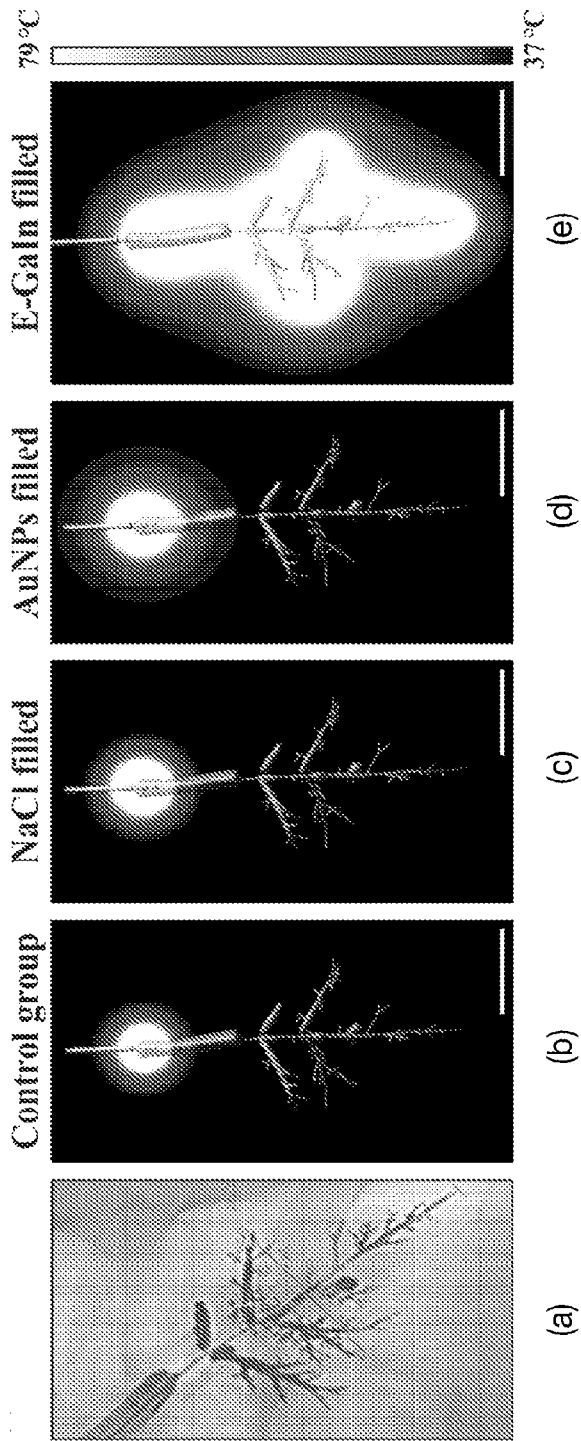 Control group
NaCl filled
AuNPs filled
E-GaIn filled
79 °C
37 °C
(a)
(b)
(c)
(d)
(e)